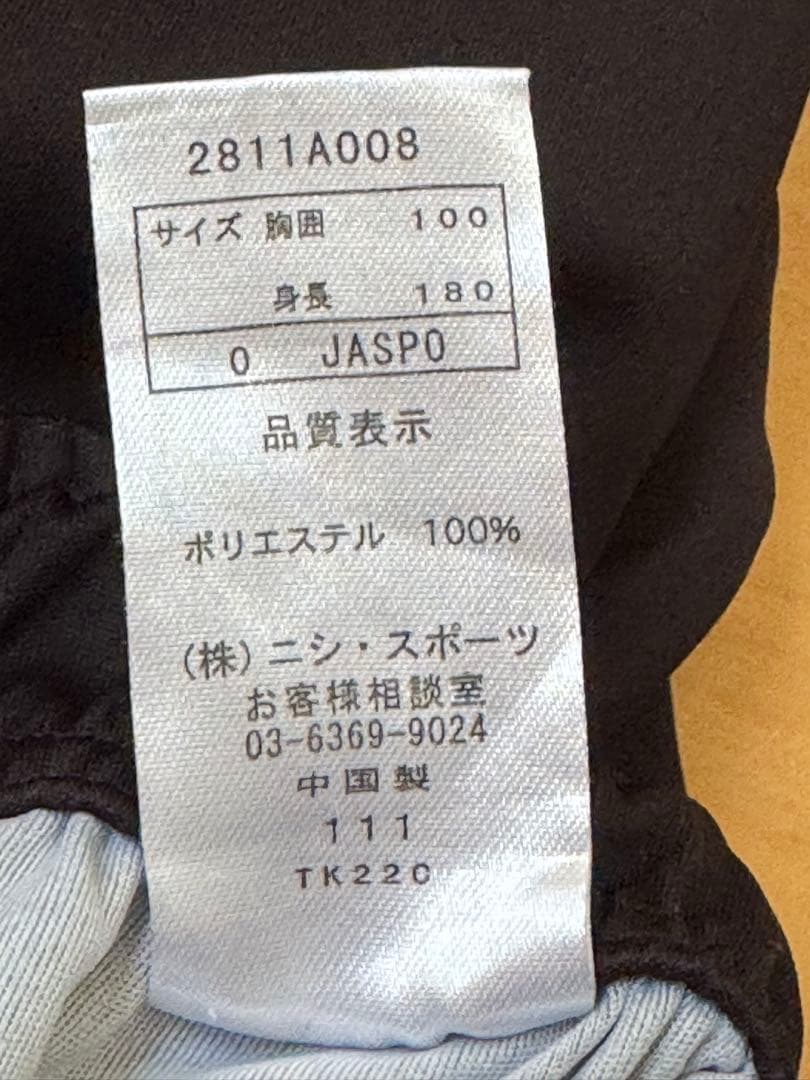 2811A008
サイズ 胸囲 100
身長 180
O JASPO
品質表示
ポリエステル 100%
(株)ニシ・スポーツ
お客様相談室
03-6369-9024
中国製
111
TK22C